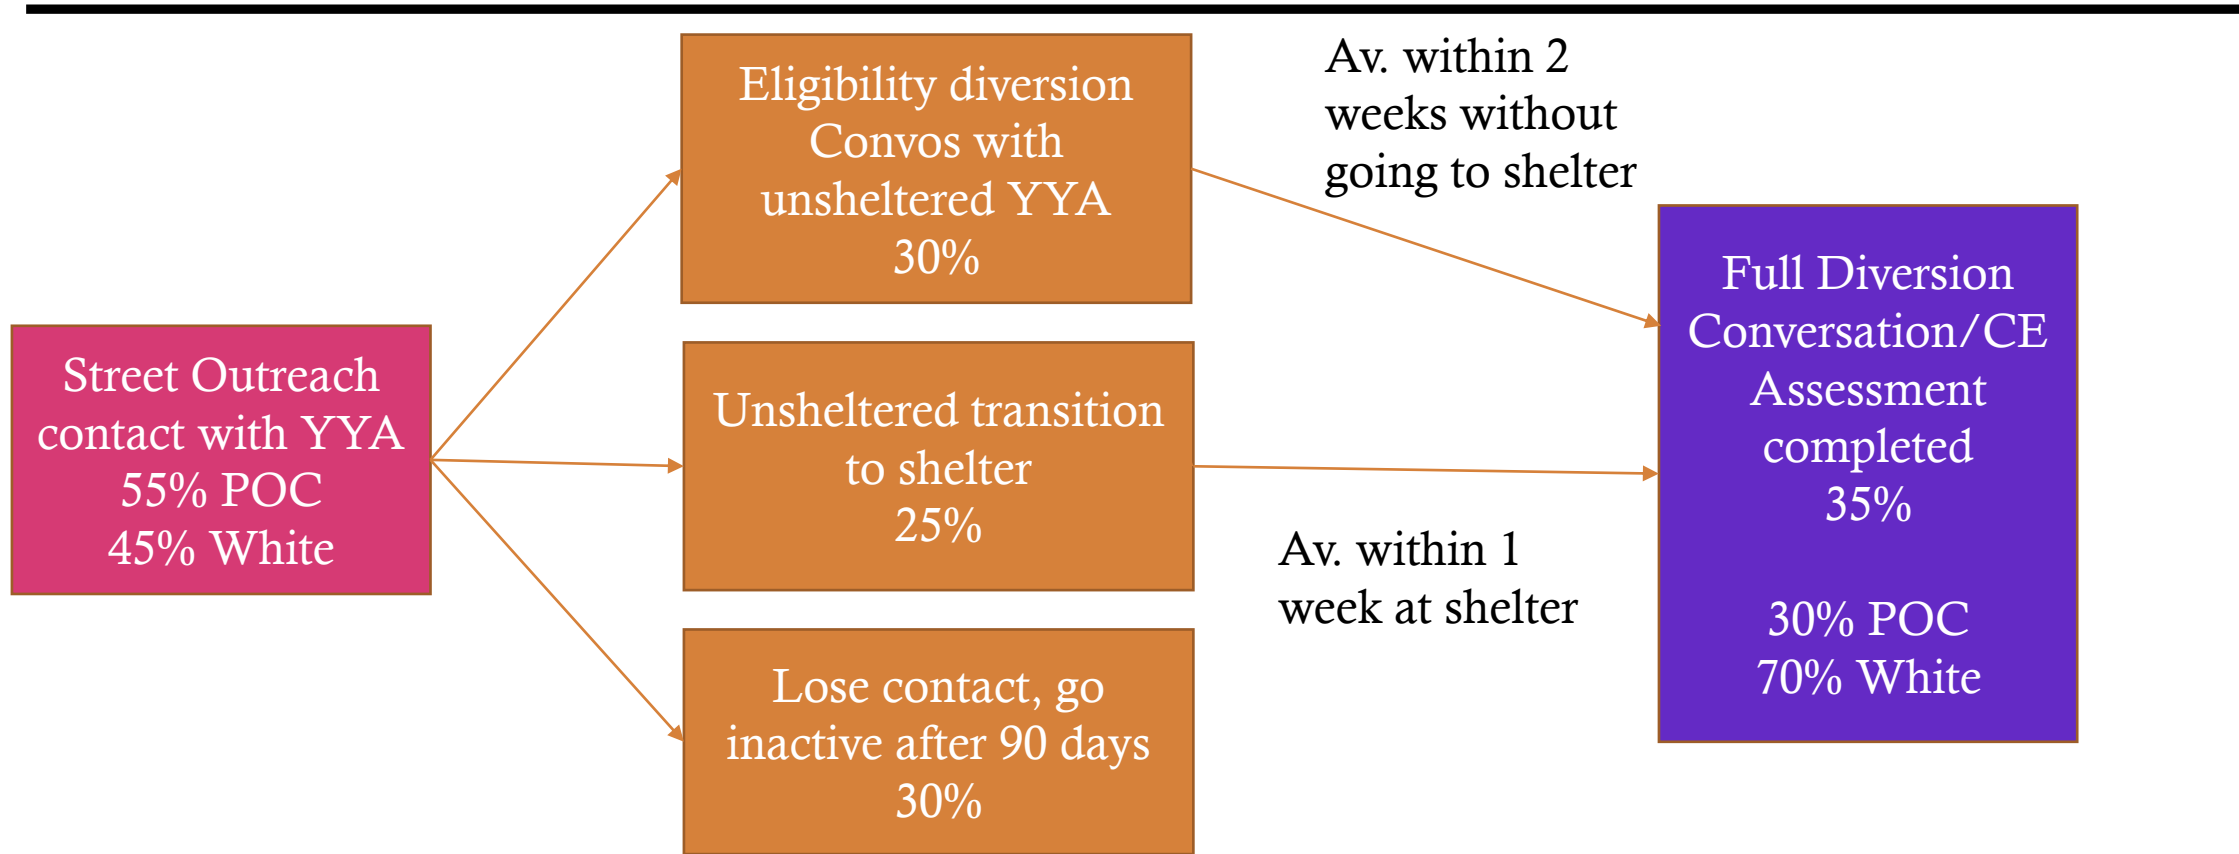 Street Outreach
contact with YYA
55% POC
45% White
Eligibility diversion
Convos with
unsheltered YYA
30%
Unsheltered transition
to shelter
25%
Lose contact, go
inactive after 90 days
30%
Av. within 2
weeks without
going to shelter
Av. within 1
week at shelter
Full Diversion
Conversation/CE
Assessment
completed
35%
30% POC
70% White